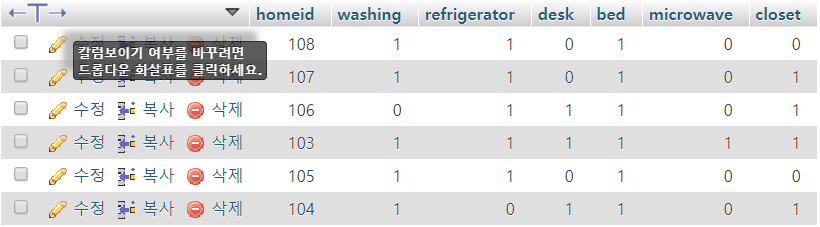 homeid washing refrigerator desk bed microwave closet
108 1 1 0 1 0 0
칼럼보이기 여부를 바꾸려면
드롭다운 화살표를 클릭하세요.
107 1 1 0 1 0 1
수정 복사 삭제 106 0 1 1 1 0 1
수정 복사 삭제 103 1 1 1 1 1 1
수정 복사 삭제 105 1 1 0 1 0 0
수정 복사 삭제 104 1 0 1 1 0 1